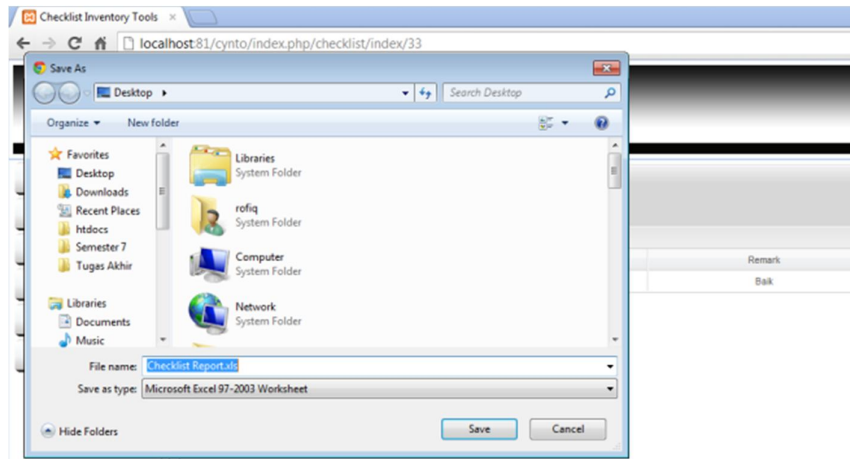 Checklist Inventory Tools
localhost:81/cynto/index.php/checklist/index/33
Save As
Desktop
Search Desktop
Organize
New folder
Favorites
Desktop
Downloads
Recent Places
htdocs
Semester 7
Tugas Akhir
Libraries
Documents
Music
Libraries
System Folder
rofiq
System Folder
Computer
System Folder
Network
System Folder
Remark
Baik
File name: Checklist Report.xls
Save as type: Microsoft Excel 97-2003 Worksheet
Hide Folders
Save
Cancel